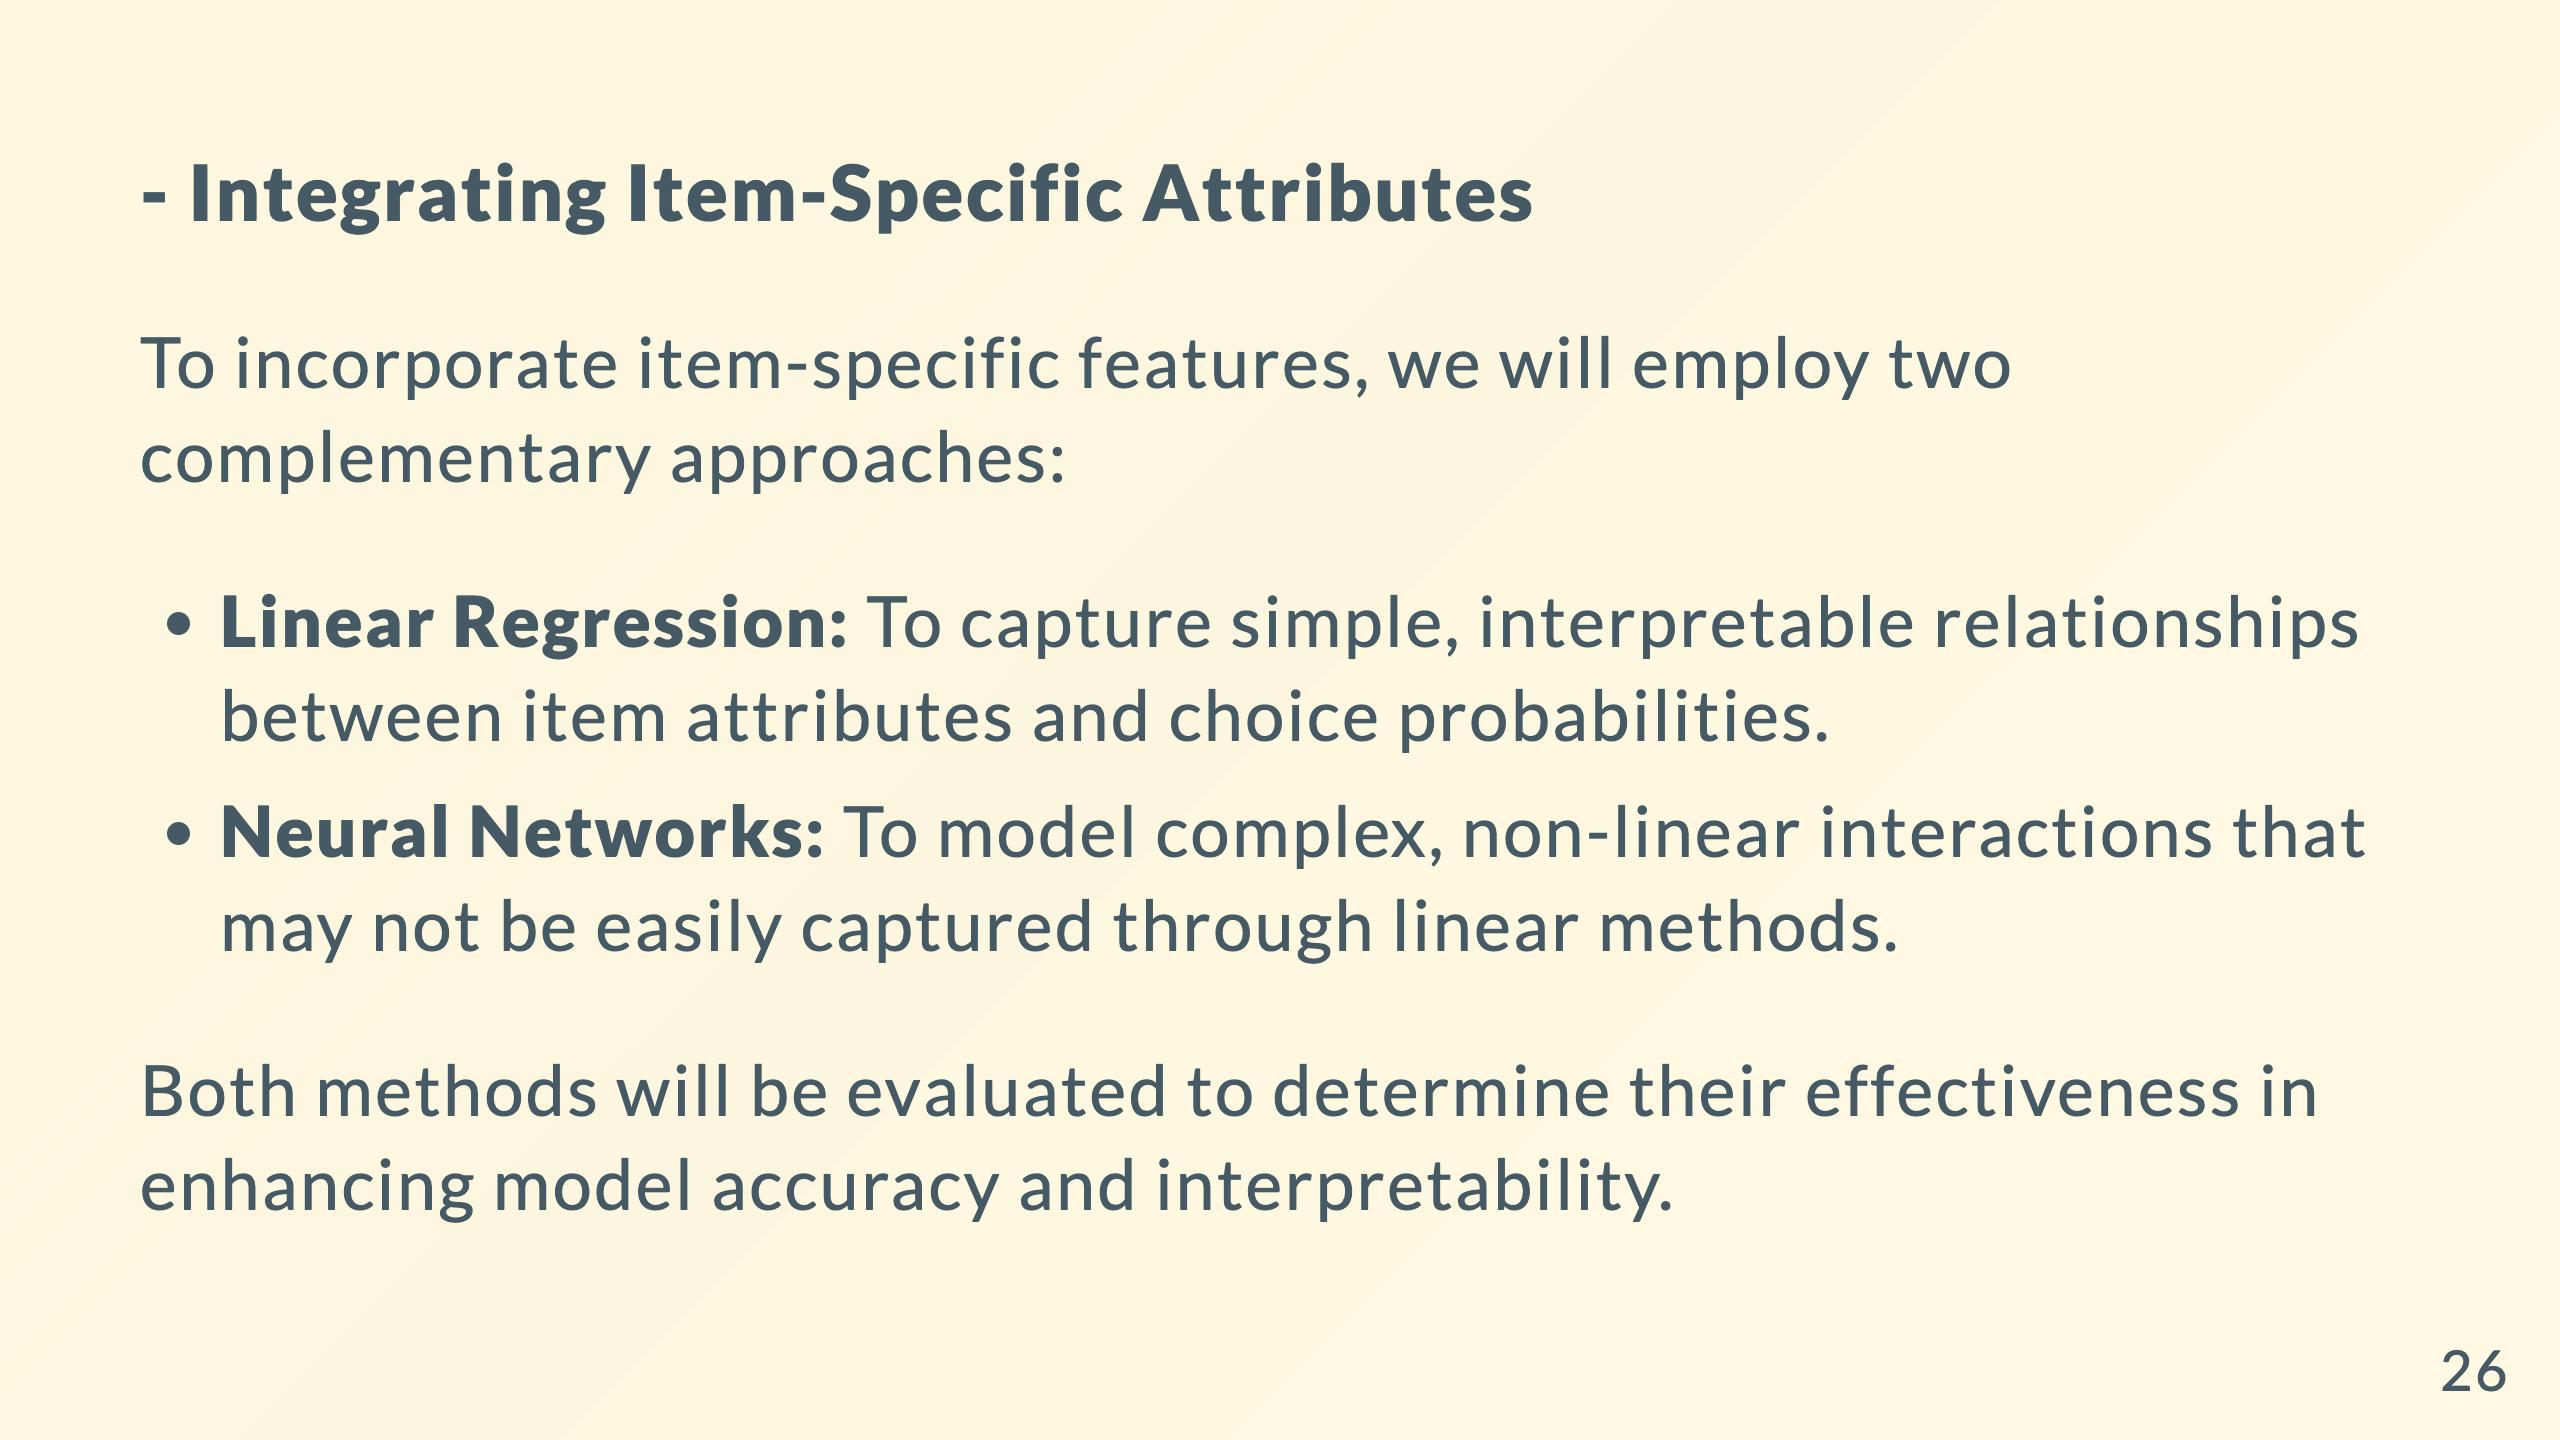 - Integrating Item-Specific Attributes
To incorporate item-specific features, we will employ two
complementary approaches:
• Linear Regression: To capture simple, interpretable relationships
between item attributes and choice probabilities.
• Neural Networks: To model complex, non-linear interactions that
may not be easily captured through linear methods.
Both methods will be evaluated to determine their effectiveness in
enhancing model accuracy and interpretability.
26